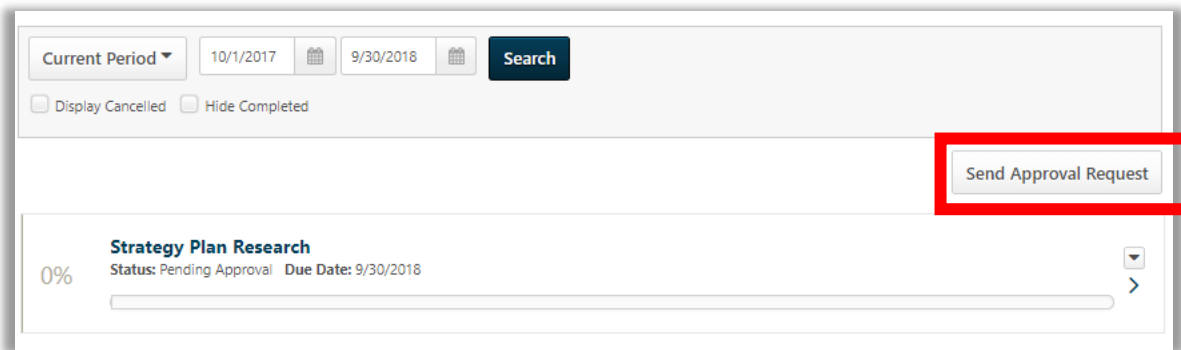 Current Period 10/1/2017 9/30/2018 Search
Display Cancelled Hide Completed
Send Approval Request
Strategy Plan Research
0% Status: Pending Approval Due Date: 9/30/2018